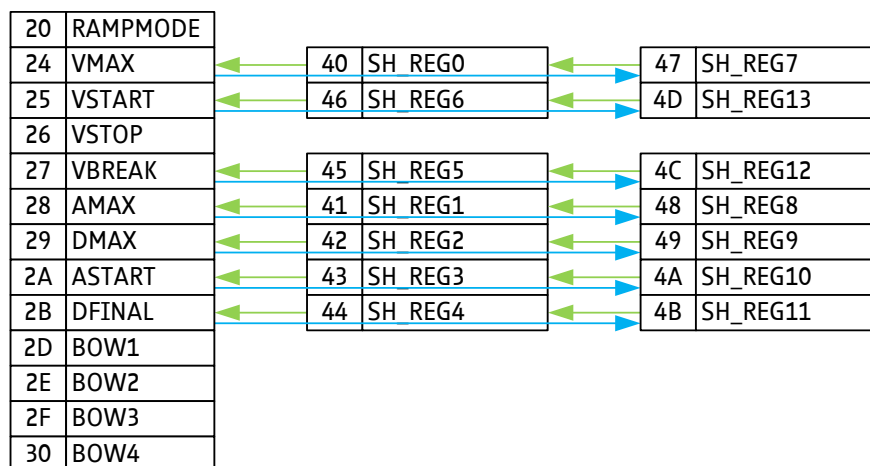 20 RAMPMODE
24 VMAX 40 SH_REG0 47 SH_REG7
25 VSTART 46 SH_REG6 4D SH_REG13
26 VSTOP
27 VBREAK 45 SH_REG5 4C SH_REG12
28 AMAX 41 SH_REG1 48 SH_REG8
29 DMAX 42 SH_REG2 49 SH_REG9
2A ASTART 43 SH_REG3 4A SH_REG10
2B DFINAL 44 SH_REG4 4B SH_REG11
2D BOW1
2E BOW2
2F BOW3
30 BOW4